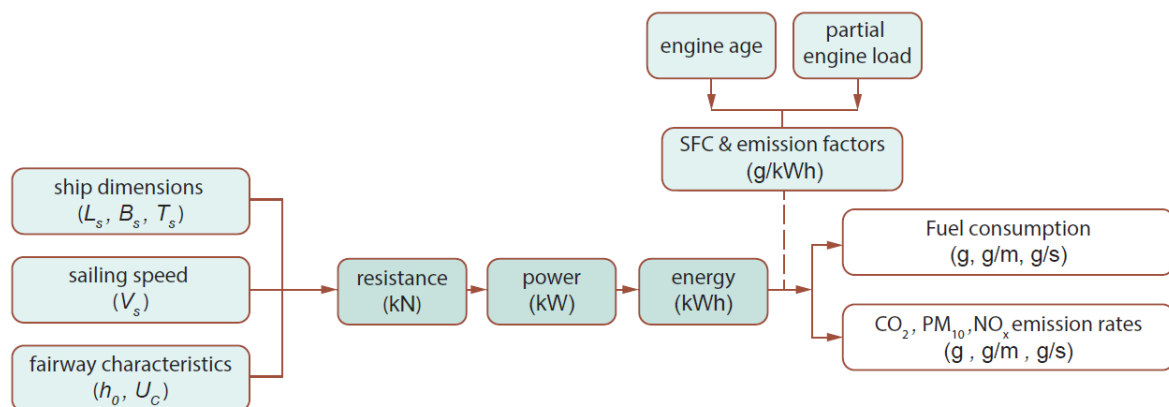 engine age
partial
engine load
SFC & emission factors
(g/kWh)
ship dimensions
(Lₛ, Bₛ, Tₛ)
sailing speed
(Vₛ)
fairway characteristics
(h₀, U_C)
resistance
(kN)
power
(kW)
energy
(kWh)
Fuel consumption
(g, g/m, g/s)
CO₂, PM₁₀,NOₓ emission rates
(g , g/m , g/s)